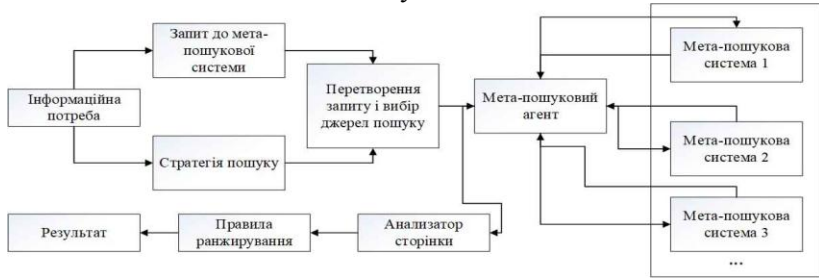 Запит до мета-
пошукової
системи
Інформаційна
потреба
Стратегія пошуку
Перетворення
запиту і вибір
джерел пошуку
Мета-пошуковий
агент
Мета-пошукова
система 1
Мета-пошукова
система 2
Мета-пошукова
система 3
...
Результат
Правила
ранжирування
Анализатор
сторінки